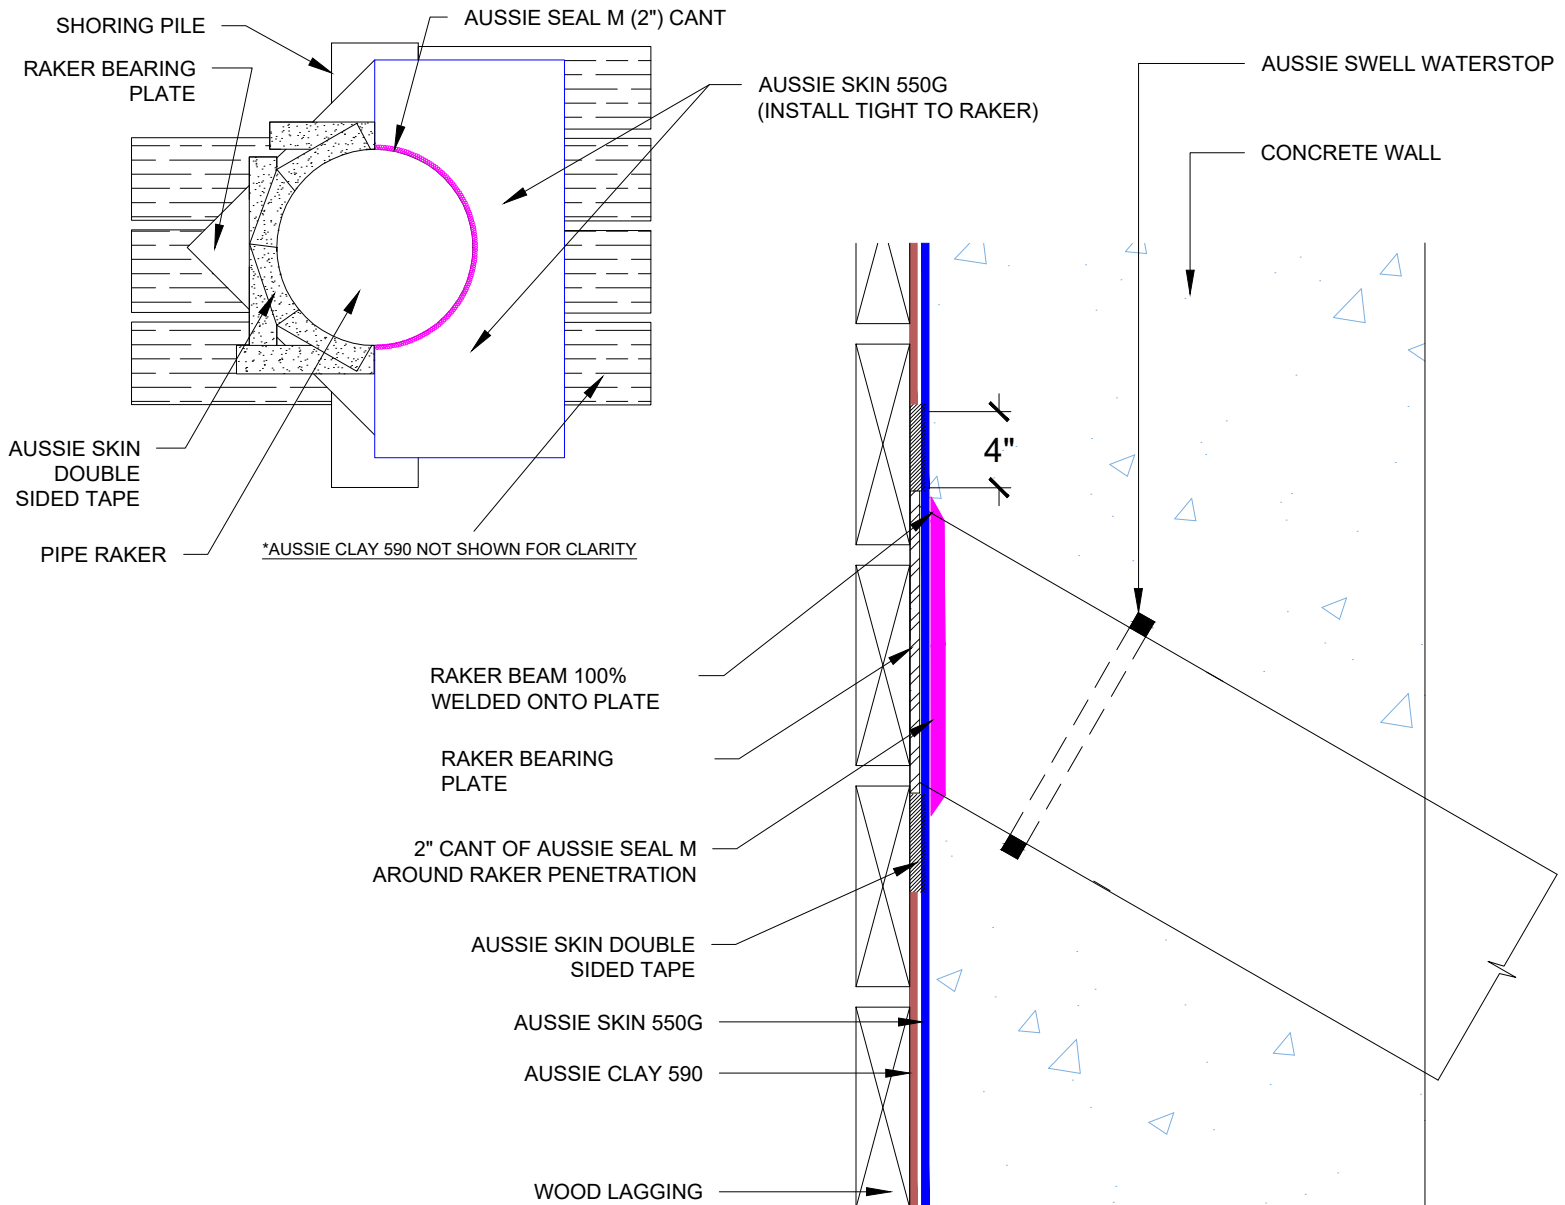 SHORING PILE
AUSSIE SEAL M (2") CANT
RAKER BEARING
PLATE
AUSSIE SKIN 550G
(INSTALL TIGHT TO RAKER)
AUSSIE SKIN
DOUBLE
SIDED TAPE
PIPE RAKER
*AUSSIE CLAY 590 NOT SHOWN FOR CLARITY
AUSSIE SWELL WATERSTOP
CONCRETE WALL
4"
RAKER BEAM 100%
WELDED ONTO PLATE
RAKER BEARING
PLATE
2" CANT OF AUSSIE SEAL M
AROUND RAKER PENETRATION
AUSSIE SKIN DOUBLE
SIDED TAPE
AUSSIE SKIN 550G
AUSSIE CLAY 590
WOOD LAGGING